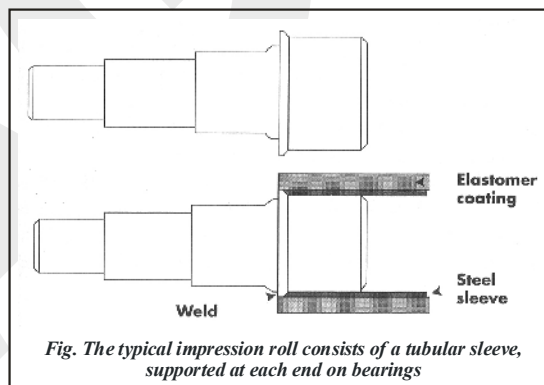 Elastomer
coating
Steel
sleeve
Weld
Fig. The typical impression roll consists of a tubular sleeve,
supported at each end on bearings